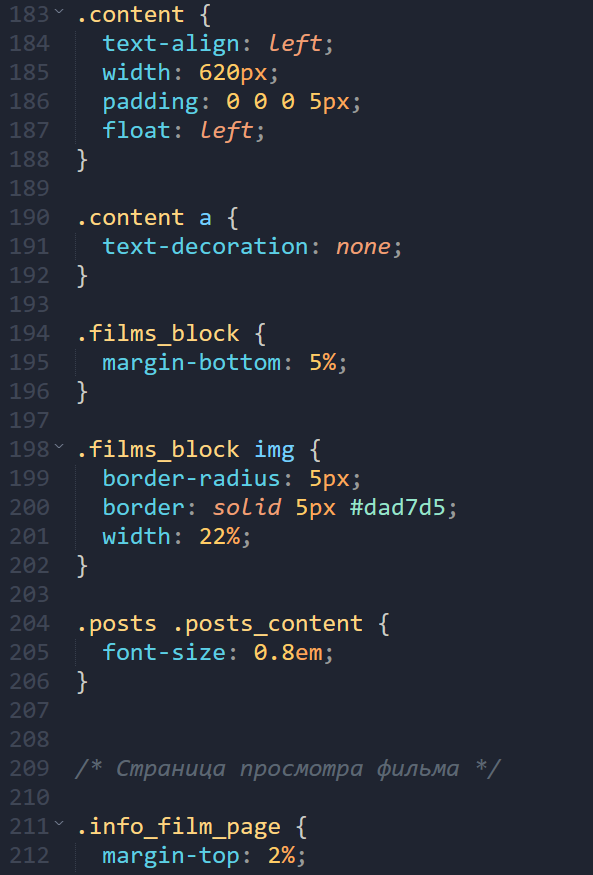 183 .content {
184 text-align: left;
185 width: 620px;
186 padding: 0 0 0 5px;
187 float: left;
188 }
189
190 .content a {
191 text-decoration: none;
192 }
193
194 .films_block {
195 margin-bottom: 5%;
196 }
197
198 .films_block img {
199 border-radius: 5px;
200 border: solid 5px #dad7d5;
201 width: 22%;
202 }
203
204 .posts .posts_content {
205 font-size: 0.8em;
206 }
207
208
209 /* Страница просмотра фильма */
210
211 .info_film_page {
212 margin-top: 2%;